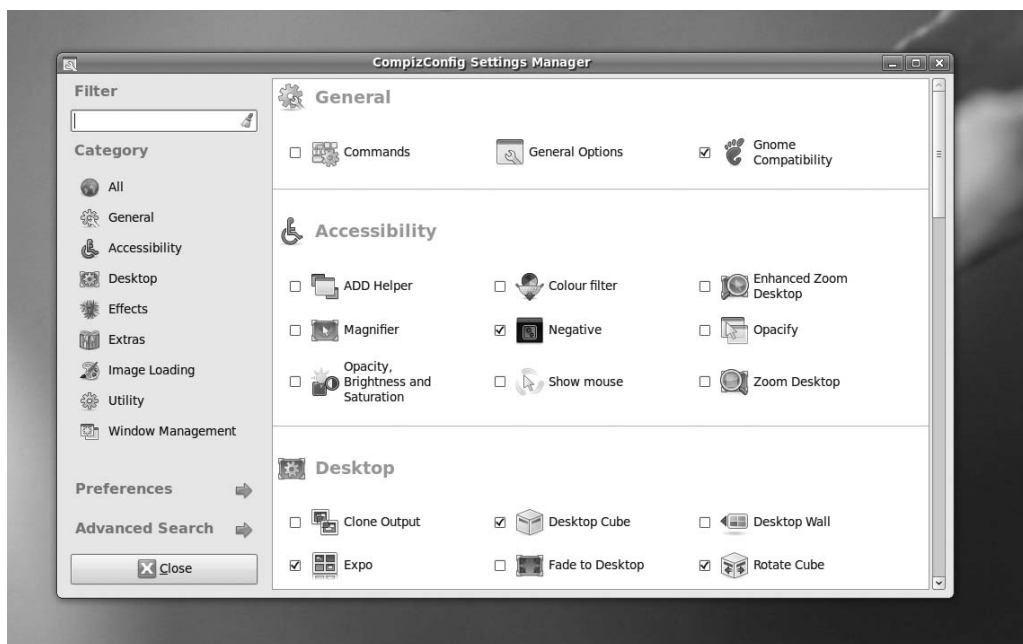 CompizConfig Settings Manager
Filter
Category
All
General
Accessibility
Desktop
Effects
Extras
Image Loading
Utility
Window Management
Preferences
Advanced Search
Close
General
Commands
General Options
Gnome
Compatibility
Accessibility
ADD Helper
Colour filter
Enhanced Zoom
Desktop
Magnifier
Negative
Opacify
Opacity,
Brightness and
Saturation
Show mouse
Zoom Desktop
Desktop
Clone Output
Desktop Cube
Desktop Wall
Expo
Fade to Desktop
Rotate Cube